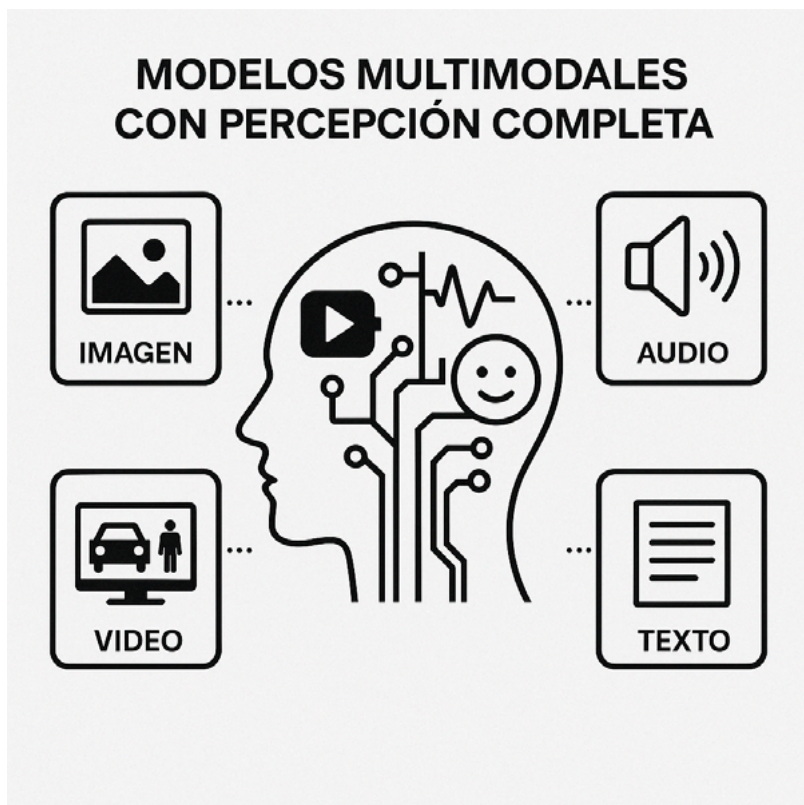 MODELOS MULTIMODALES
CON PERCEPCIÓN COMPLETA
IMAGEN
AUDIO
VIDEO
TEXTO